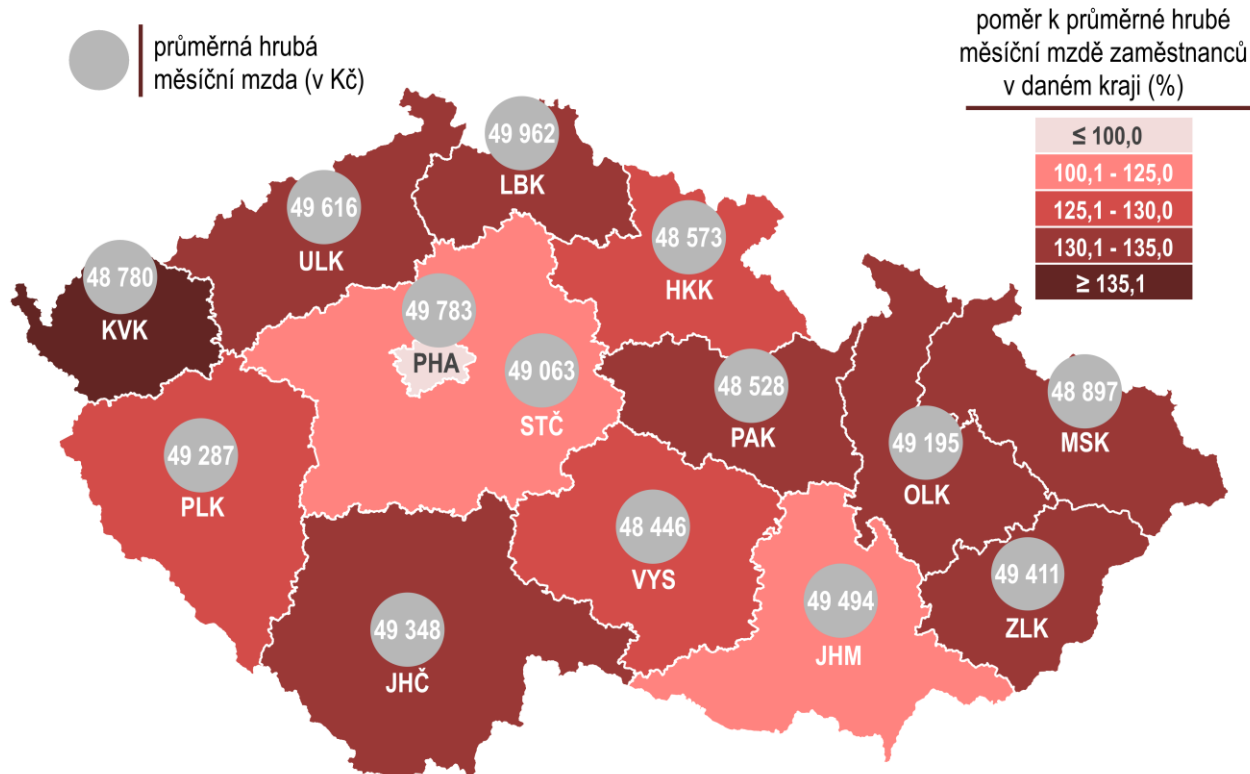 průměrná hrubá
měsíční mzda (v Kč)
poměr k průměrné hrubé
měsíční mzdě zaměstnanců
v daném kraji (%)
≤ 100,0
100,1 - 125,0
125,1 - 130,0
130,1 - 135,0
≥ 135,1
49 962
LBK
49 616
ULK
48 573
HKK
48 780
KVK
49 783
PHA
49 063
STČ
48 528
PAK
48 897
MSK
49 195
OLK
49 287
PLK
48 446
VYS
49 411
ZLK
49 494
JHM
49 348
JHČ